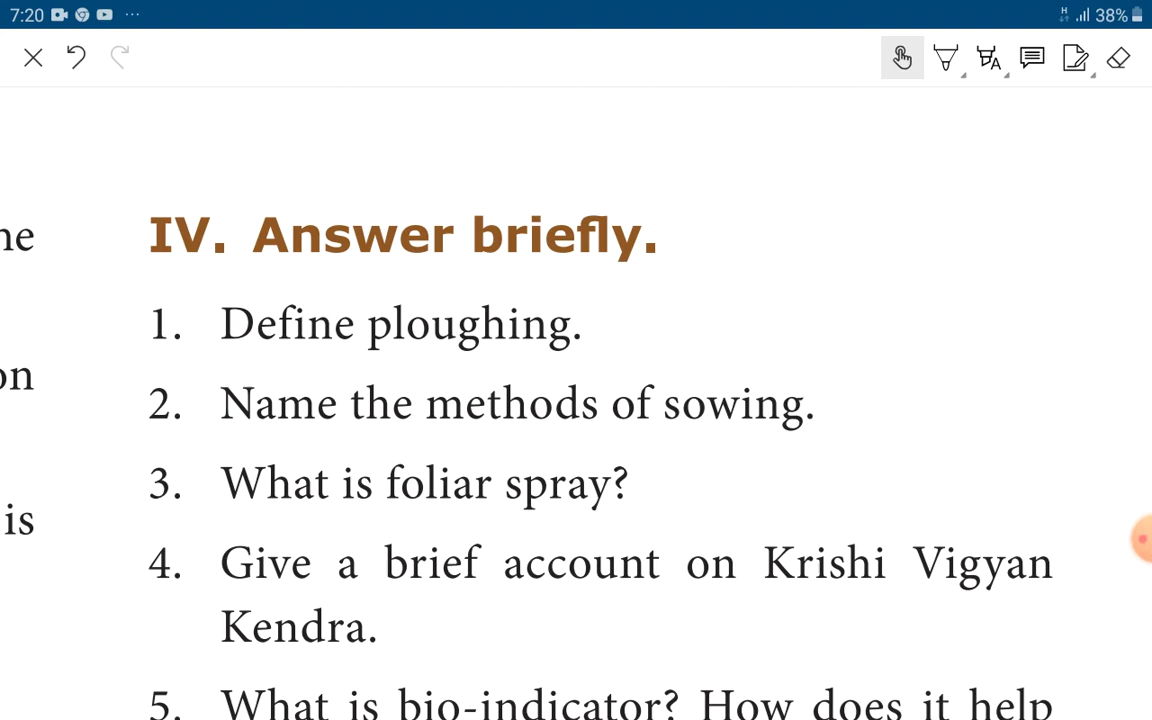 7:20 ... H 38%
ne
IV. Answer briefly.
1. Define ploughing.
on
2. Name the methods of sowing.
3. What is foliar spray?
is
4. Give a brief account on Krishi Vigyan
Kendra.
5. What is bio-indicator? How does it help